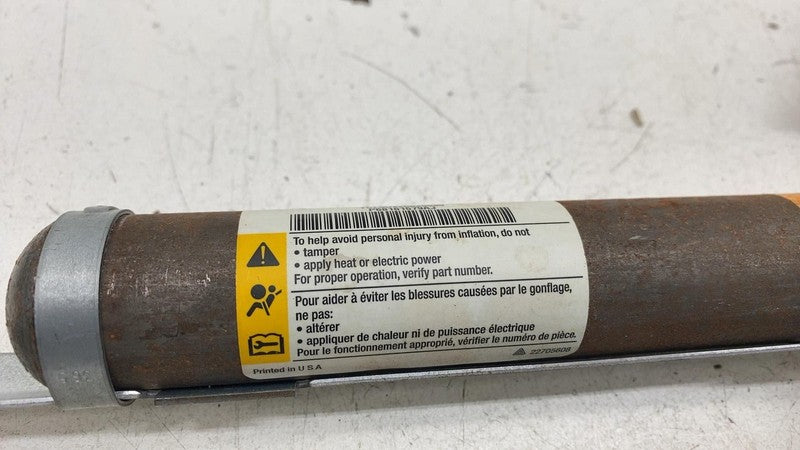 To help avoid personal injury from inflation, do not
• tamper
• apply heat or electric power
For proper operation, verify part number.
Pour aider à éviter les blessures causées par le gonflage,
ne pas:
• altérer
• appliquer de chaleur ni de puissance électrique
Pour le fonctionnement approprié, vérifier le numéro de pièce.
Printed in U S A
22705608